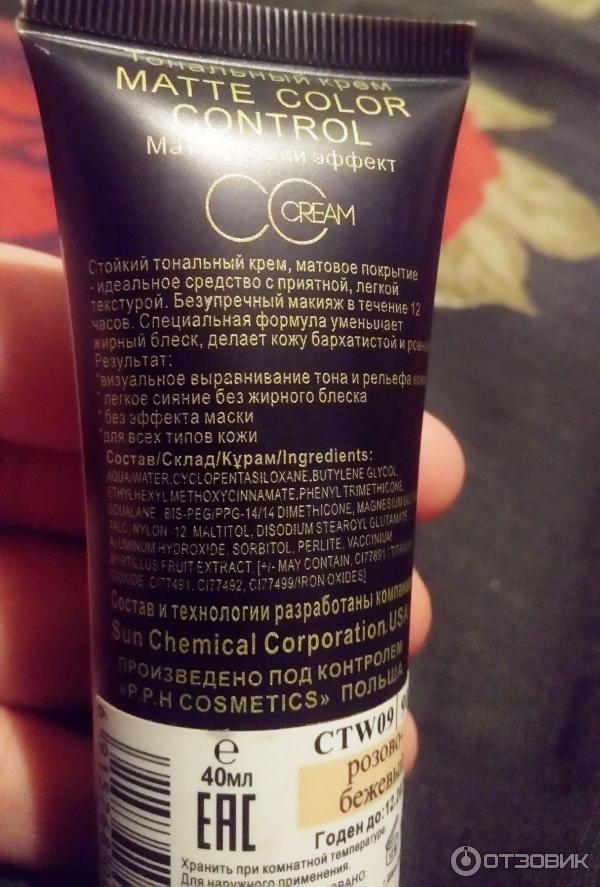 Тональный крем
MATTE COLOR
CONTROL
эффект
CC CREAM
Стойкий тональный крем, матовое покрытие
- идеальное средство с приятной, легкой
текстурой. Безупречный макияж в течение 12
часов. Специальная формула уменьшает
жирный блеск, делает кожу бархатистой и
Результат:
*визуальное выравнивание тона и рельефа
* легкое сияние без жирного блеска
* без эффекта маски
*для всех типов кожи
Состав/Склад/Құрам/Ingredients:
AQUA/WATER, CYCLOPENTASILOXANE, BUTYLENE GLYCOL,
ETHYLHEXYL METHOXYCINNAMATE, PHENYL TRIMETHICONE,
SQUALANE BIS-PEG/PPG-14/14 DIMETHICONE, MAGNESIUM
TALC, NYLON -12, MALTITOL, DISODIUM STEAROYL GLUTAMATE,
ALUMINUM HYDROXIDE, SORBITOL, PERLITE, VACCINIUM
MYRTILLUS FRUIT EXTRACT. [+/- MAY CONTAIN, CI77891
DIOXIDE, CI77491, CI77492, CI77499/IRON OXIDES]
Состав и технологии разработаны
Sun Chemical Corporation, USA
ПРОИЗВЕДЕНО ПОД КОНТРОЛЕМ
«P.P.H COSMETICS» ПОЛЬША
CTW09
розово-
бежевый
e
40мл
EAC
Годен до:12.
Хранить при комнатной температуре.
Для наружного применения.
ОТЗОВИК